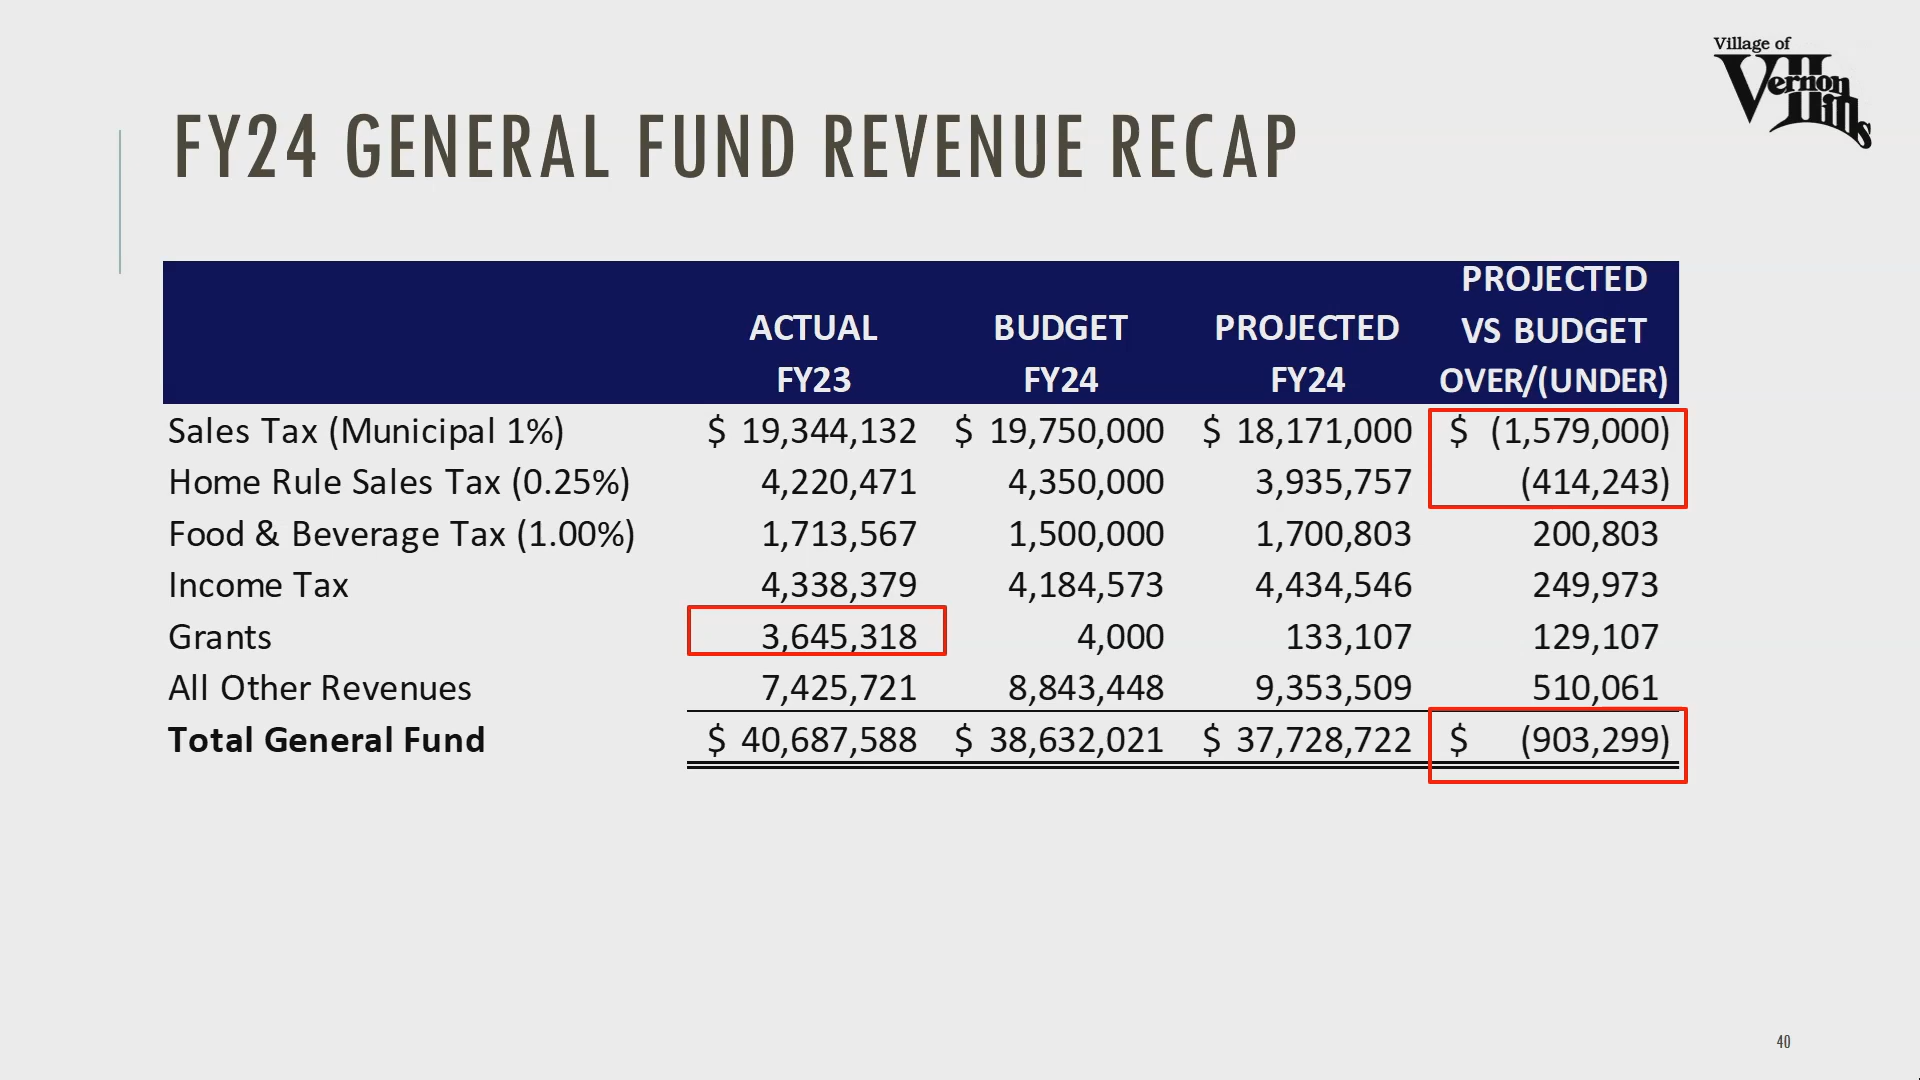 Village of
Vernon
Hills
FY24 GENERAL FUND REVENUE RECAP
ACTUAL FY23 BUDGET FY24 PROJECTED FY24 PROJECTED VS BUDGET OVER/(UNDER)
Sales Tax (Municipal 1%) $ 19,344,132 $ 19,750,000 $ 18,171,000 $ (1,579,000)
Home Rule Sales Tax (0.25%) 4,220,471 4,350,000 3,935,757 (414,243)
Food & Beverage Tax (1.00%) 1,713,567 1,500,000 1,700,803 200,803
Income Tax 4,338,379 4,184,573 4,434,546 249,973
Grants 3,645,318 4,000 133,107 129,107
All Other Revenues 7,425,721 8,843,448 9,353,509 510,061
Total General Fund $ 40,687,588 $ 38,632,021 $ 37,728,722 $ (903,299)
40